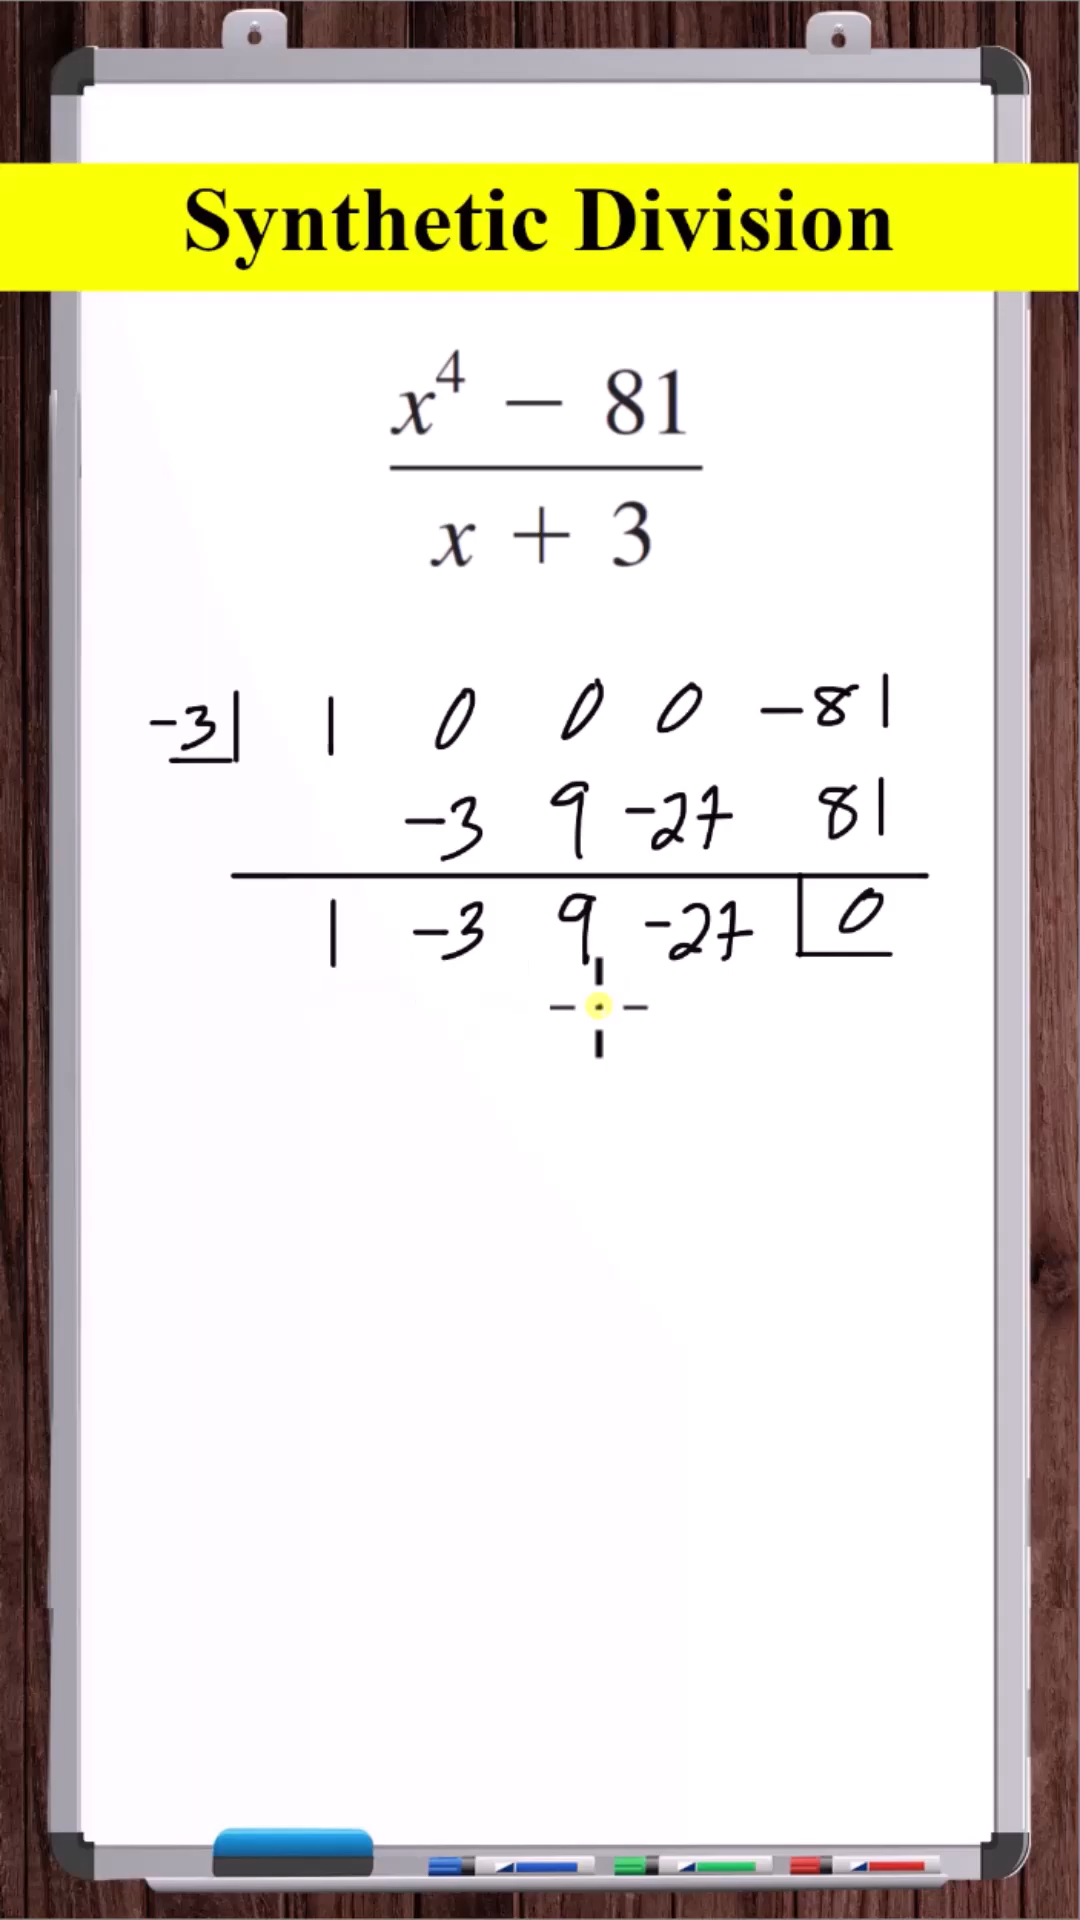 Synthetic Division
x⁴ − 81
x + 3
-3| 1 0 0 0 -81
-3 9 -27 81
1 -3 9 -27 |0